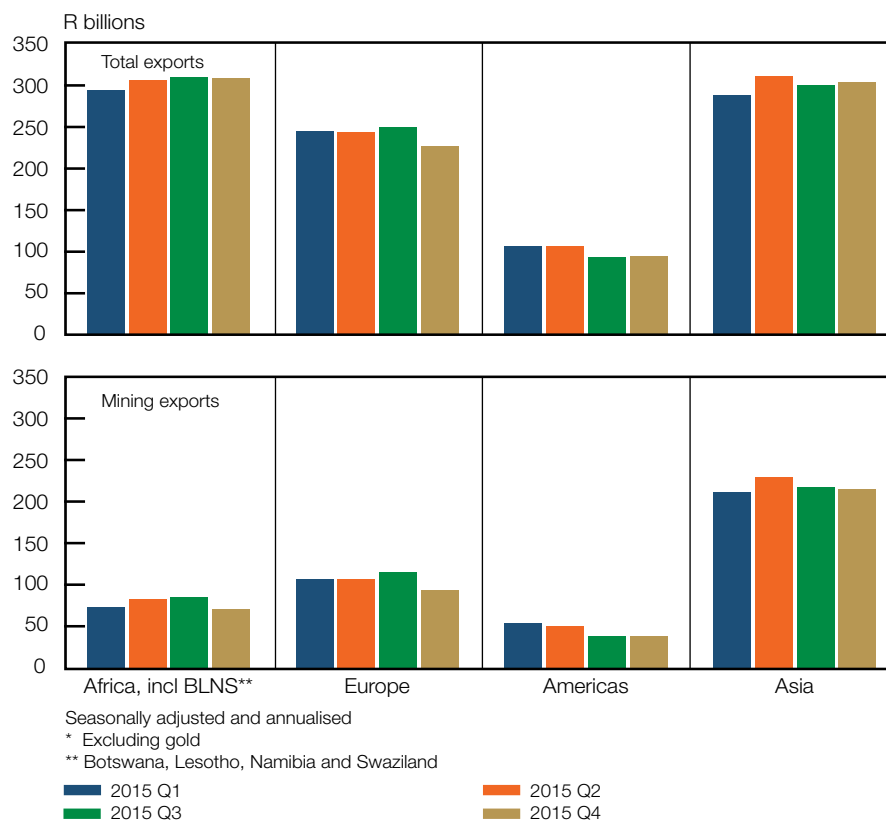 R billions
350
300
250
200
150
100
50
0
Total exports
350
300
250
200
150
100
50
0
Mining exports
Africa, incl BLNS** Europe Americas Asia
Seasonally adjusted and annualised
* Excluding gold
** Botswana, Lesotho, Namibia and Swaziland
2015 Q1 2015 Q2
2015 Q3 2015 Q4